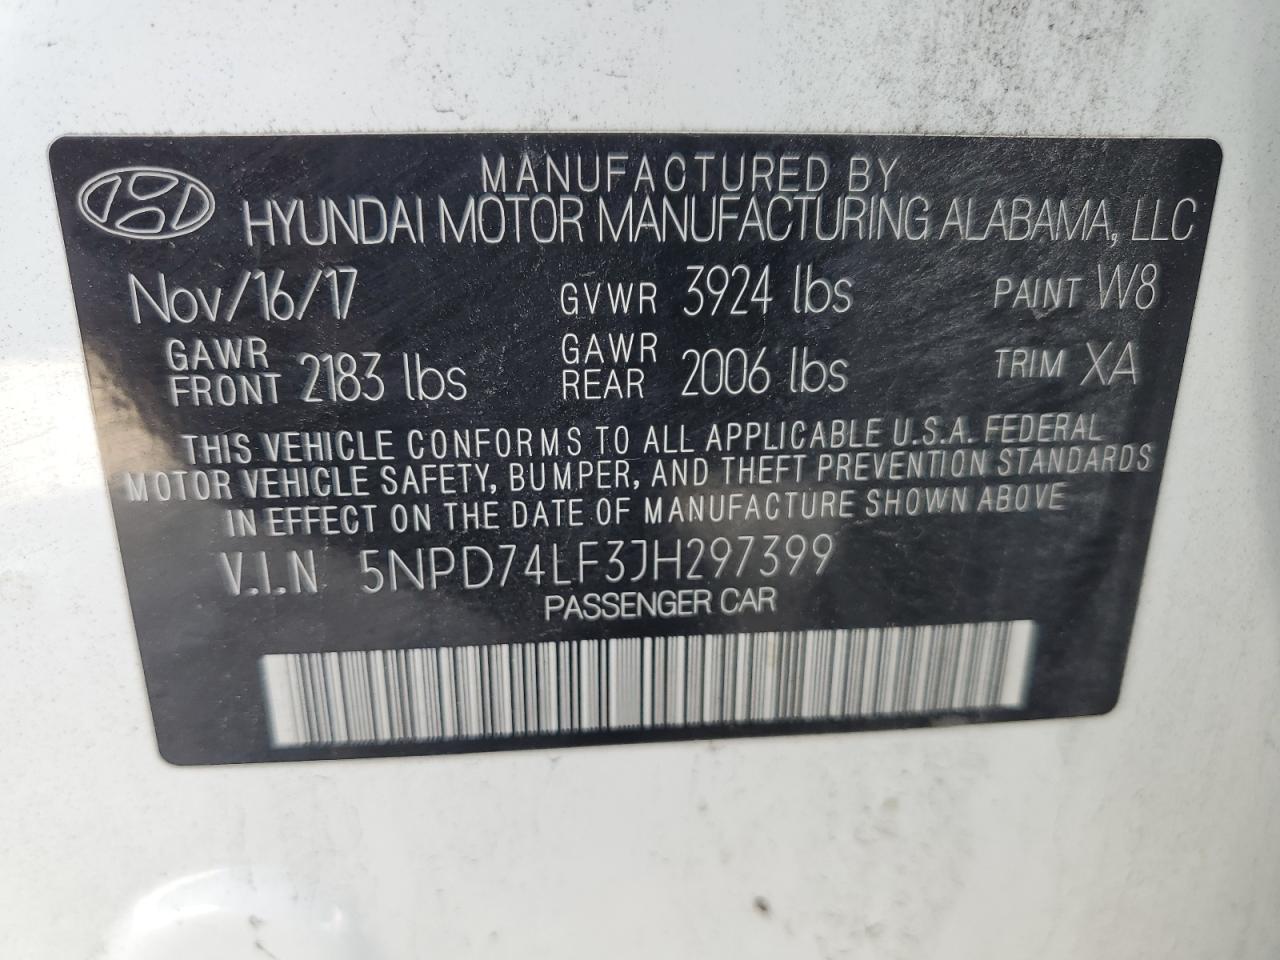 MANUFACTURED BY
HYUNDAI MOTOR MANUFACTURING ALABAMA, LLC
Nov/16/17 GVWR 3924 lbs PAINT W8
GAWR FRONT 2183 lbs GAWR REAR 2006 lbs TRIM XA
THIS VEHICLE CONFORMS TO ALL APPLICABLE U.S.A. FEDERAL
MOTOR VEHICLE SAFETY, BUMPER, AND THEFT PREVENTION STANDARDS
IN EFFECT ON THE DATE OF MANUFACTURE SHOWN ABOVE
V.I.N 5NPD74LF3JH297399
PASSENGER CAR